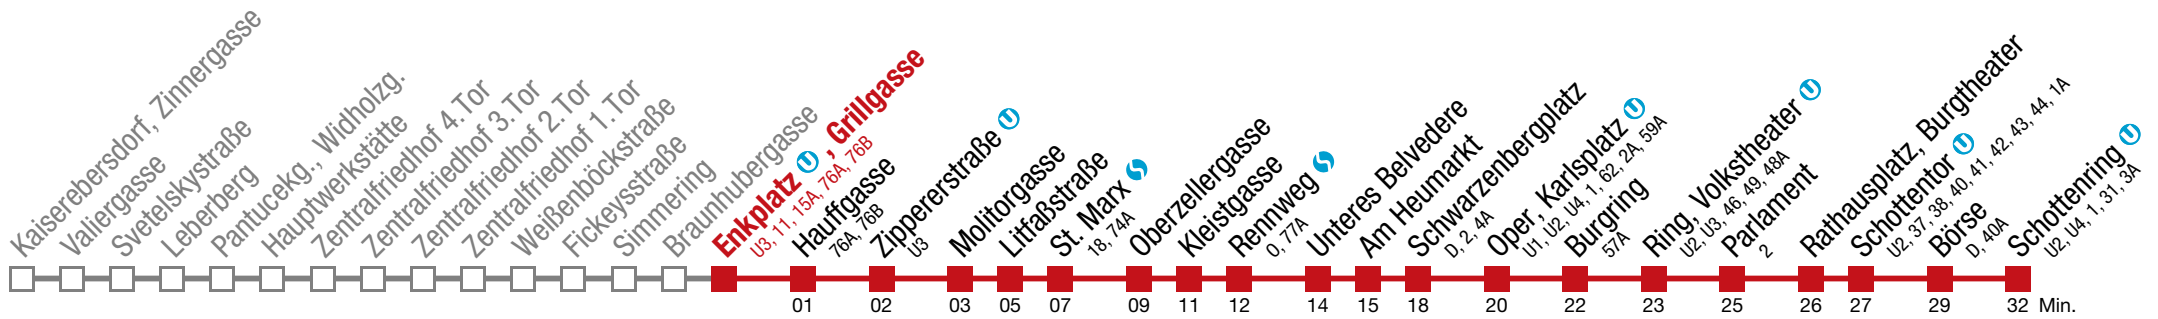 Kaiserebersdorf, Zinnergasse
Valiergasse
Svetelskystraße
Leberberg
Pantucekg., Widholzg.
Hauptwerkstätte
Zentralfriedhof 4.Tor
Zentralfriedhof 3.Tor
Zentralfriedhof 2.Tor
Zentralfriedhof 1.Tor
Weißenböckstraße
Fickeysstraße
Simmering
Braunhubergasse
Enkplatz U , Grillgasse
U3, 11, 15A, 76A, 76B
Hauffgasse
76A, 76B
01
Zippererstraße U
U3
02
Molitorgasse
03
Litfaßstraße
05
St. Marx
18, 74A
07
Oberzellergasse
09
Kleistgasse
11
Rennweg
O, 77A
12
Unteres Belvedere
14
Am Heumarkt
15
Schwarzenbergplatz
D, 2, 4A
18
Oper, Karlsplatz U
U1, U2, U4, 1, 62, 2A, 59A
20
Burgring
57A
22
Ring, Volkstheater U
U2, U3, 46, 49, 48A
23
Parlament
2
25
Rathausplatz, Burgtheater
26
Schottentor U
U2, 37, 38, 40, 41, 42, 43, 44, 1A
27
Börse
D, 40A
29
Schottenring U
U2, U4, 1, 31, 3A
32 Min.